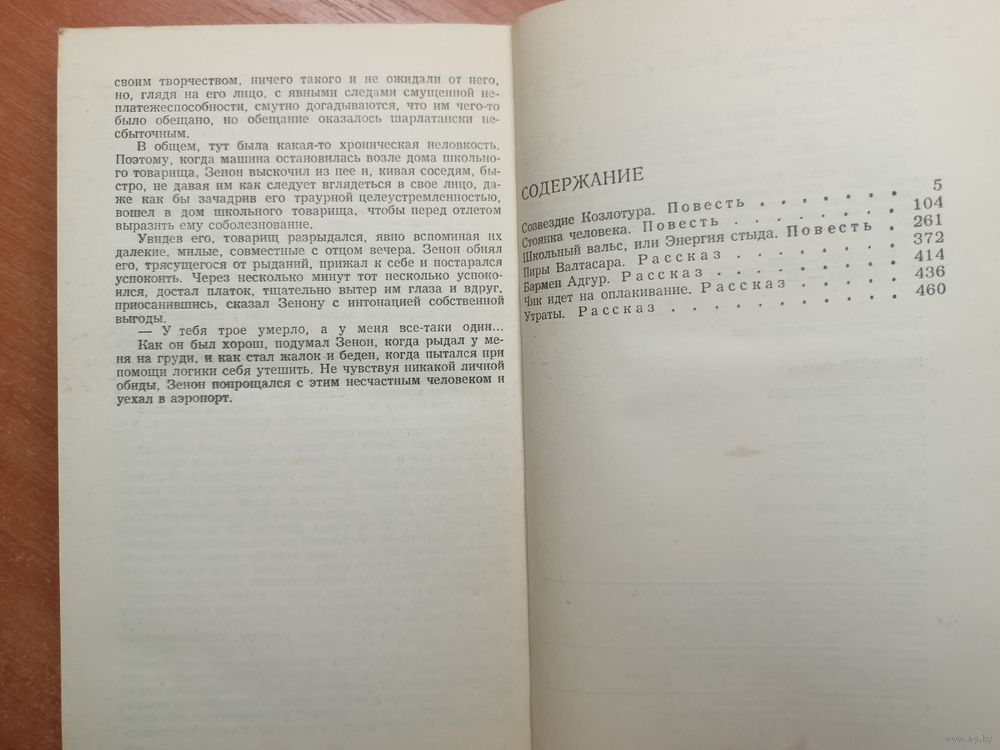 своим творчеством, ничего такого и не ожидали от него,
но, глядя на его лицо, с явными следами смущенной не-
платежеспособности, смутно догадываются, что им чего-то
было обещано, но обещание оказалось шарлатански не-
сбыточным.
В общем, тут была какая-то хроническая неловкость.
Поэтому, когда машина остановилась возле дома школьно-
го товарища, Зенон выскочил из нее и, кивая соседям, бы-
стро, не давая им как следует вглядеться в свое лицо, да-
же как бы зачадрив его траурной целеустремленностью,
вошел в дом школьного товарища, чтобы перед отлетом
выразить ему соболезнование.
Увидев его, товарищ разрыдался, явно вспоминая их
далекие, милые, совместные с отцом вечера. Зенон обнял
его, трясущегося от рыданий, прижал к себе и постарался
успокоить. Через несколько минут тот несколько успоко-
ился, достал платок, тщательно вытер им глаза и вдруг,
приосанившись, сказал Зенону с интонацией собственной
выгоды.
— У тебя трое умерло, а у меня все-таки один...
Как он был хорош, подумал Зенон, когда рыдал у ме-
ня на груди, и как стал жалок и беден, когда пытался при
помощи логики себя утешить. Не чувствуя никакой личной
обиды, Зенон попрощался с этим несчастным человеком и
уехал в аэропорт.
СОДЕРЖАНИЕ
Созвездие Козлотура. Повесть . . . . . . . 5
Стоянка человека. Повесть . . . . . . . . 104
Школьный вальс, или Энергия стыда. Повесть . 261
Пиры Валтасара. Рассказ . . . . . . . . 372
Бармен Адгур. Рассказ . . . . . . . . . 414
Чик идет на оплакивание. Рассказ . . . . . 436
Утраты. Рассказ . . . . . . . . . . 460
www.ay.by